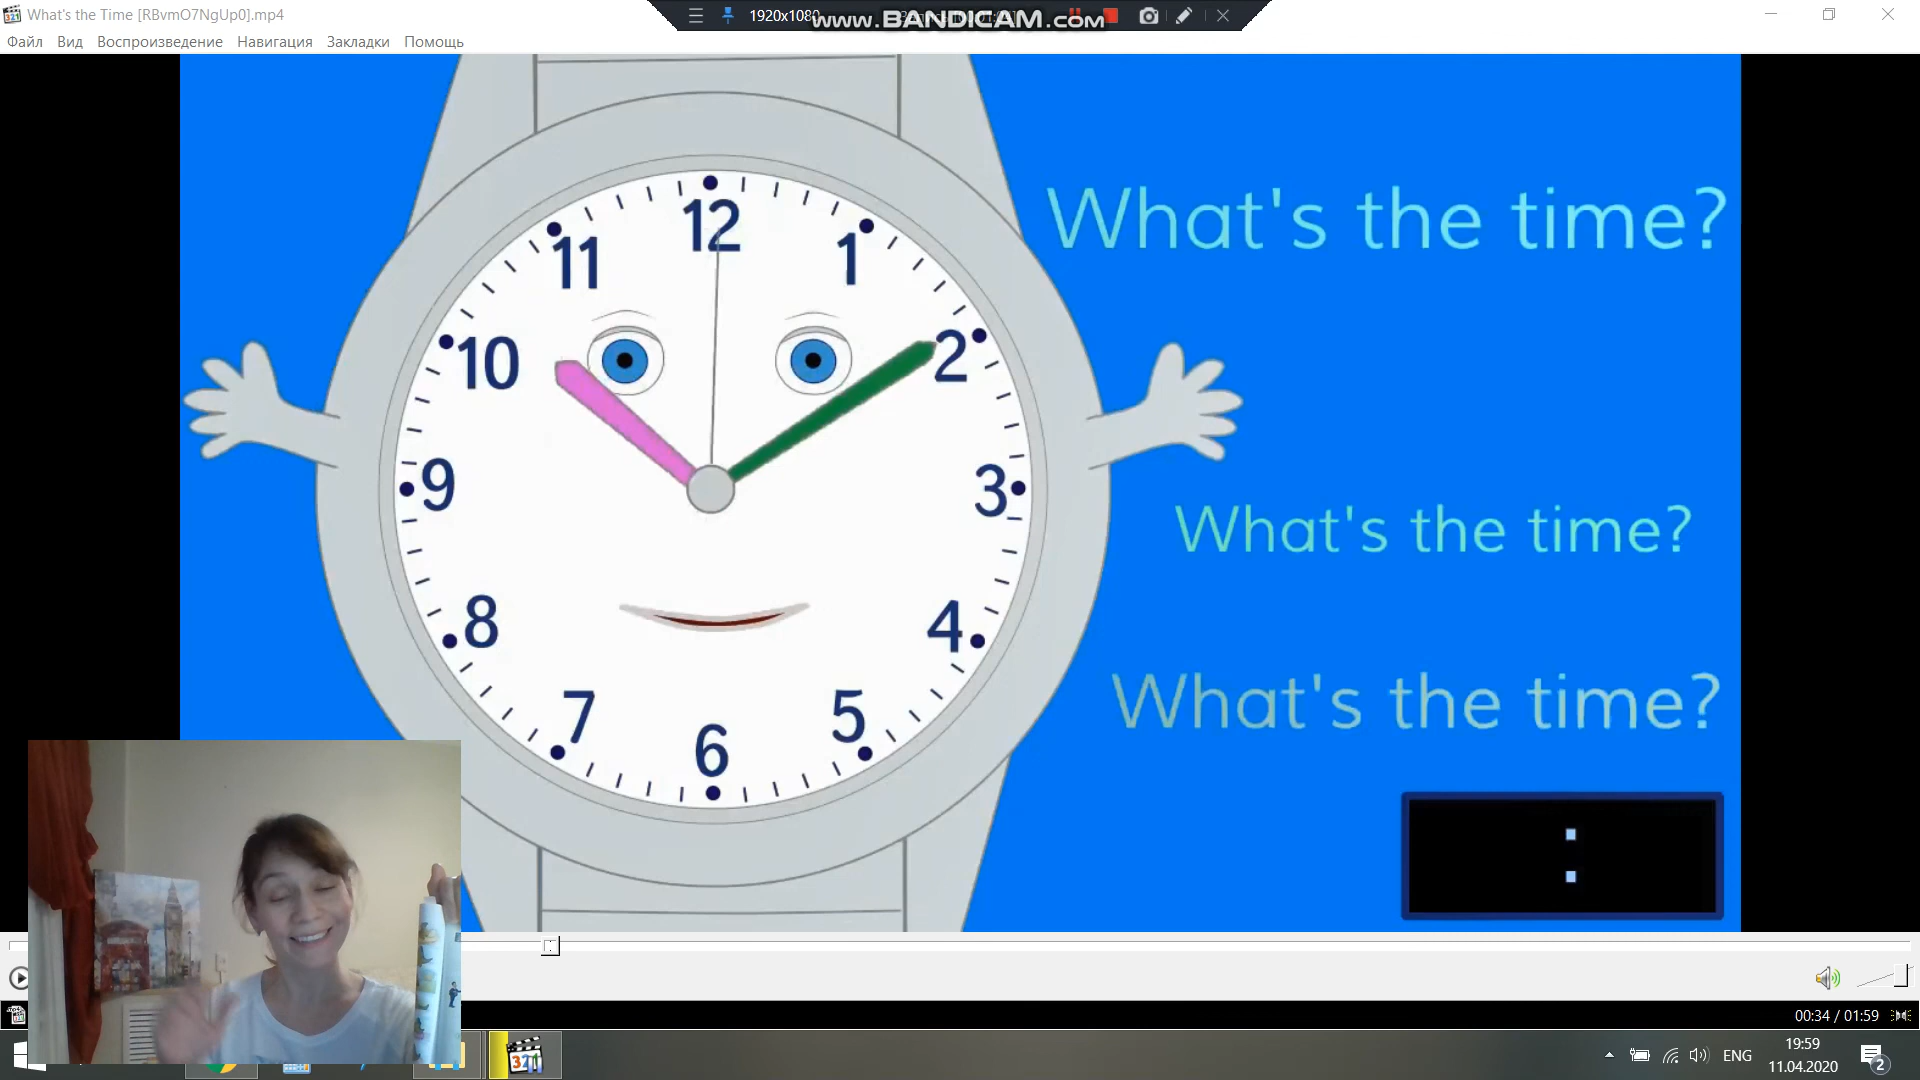 What's the Time [RBvmO7NgUp0].mp4
1920x1080
www.BANDICAM.com
Файл Вид Воспроизведение Навигация Закладки Помощь
12
11
1
10
2
9
3
8
4
7
5
6
What's the time?
What's the time?
What's the time?
:
00:34 / 01:59
321
ENG
19:59
11.04.2020
2